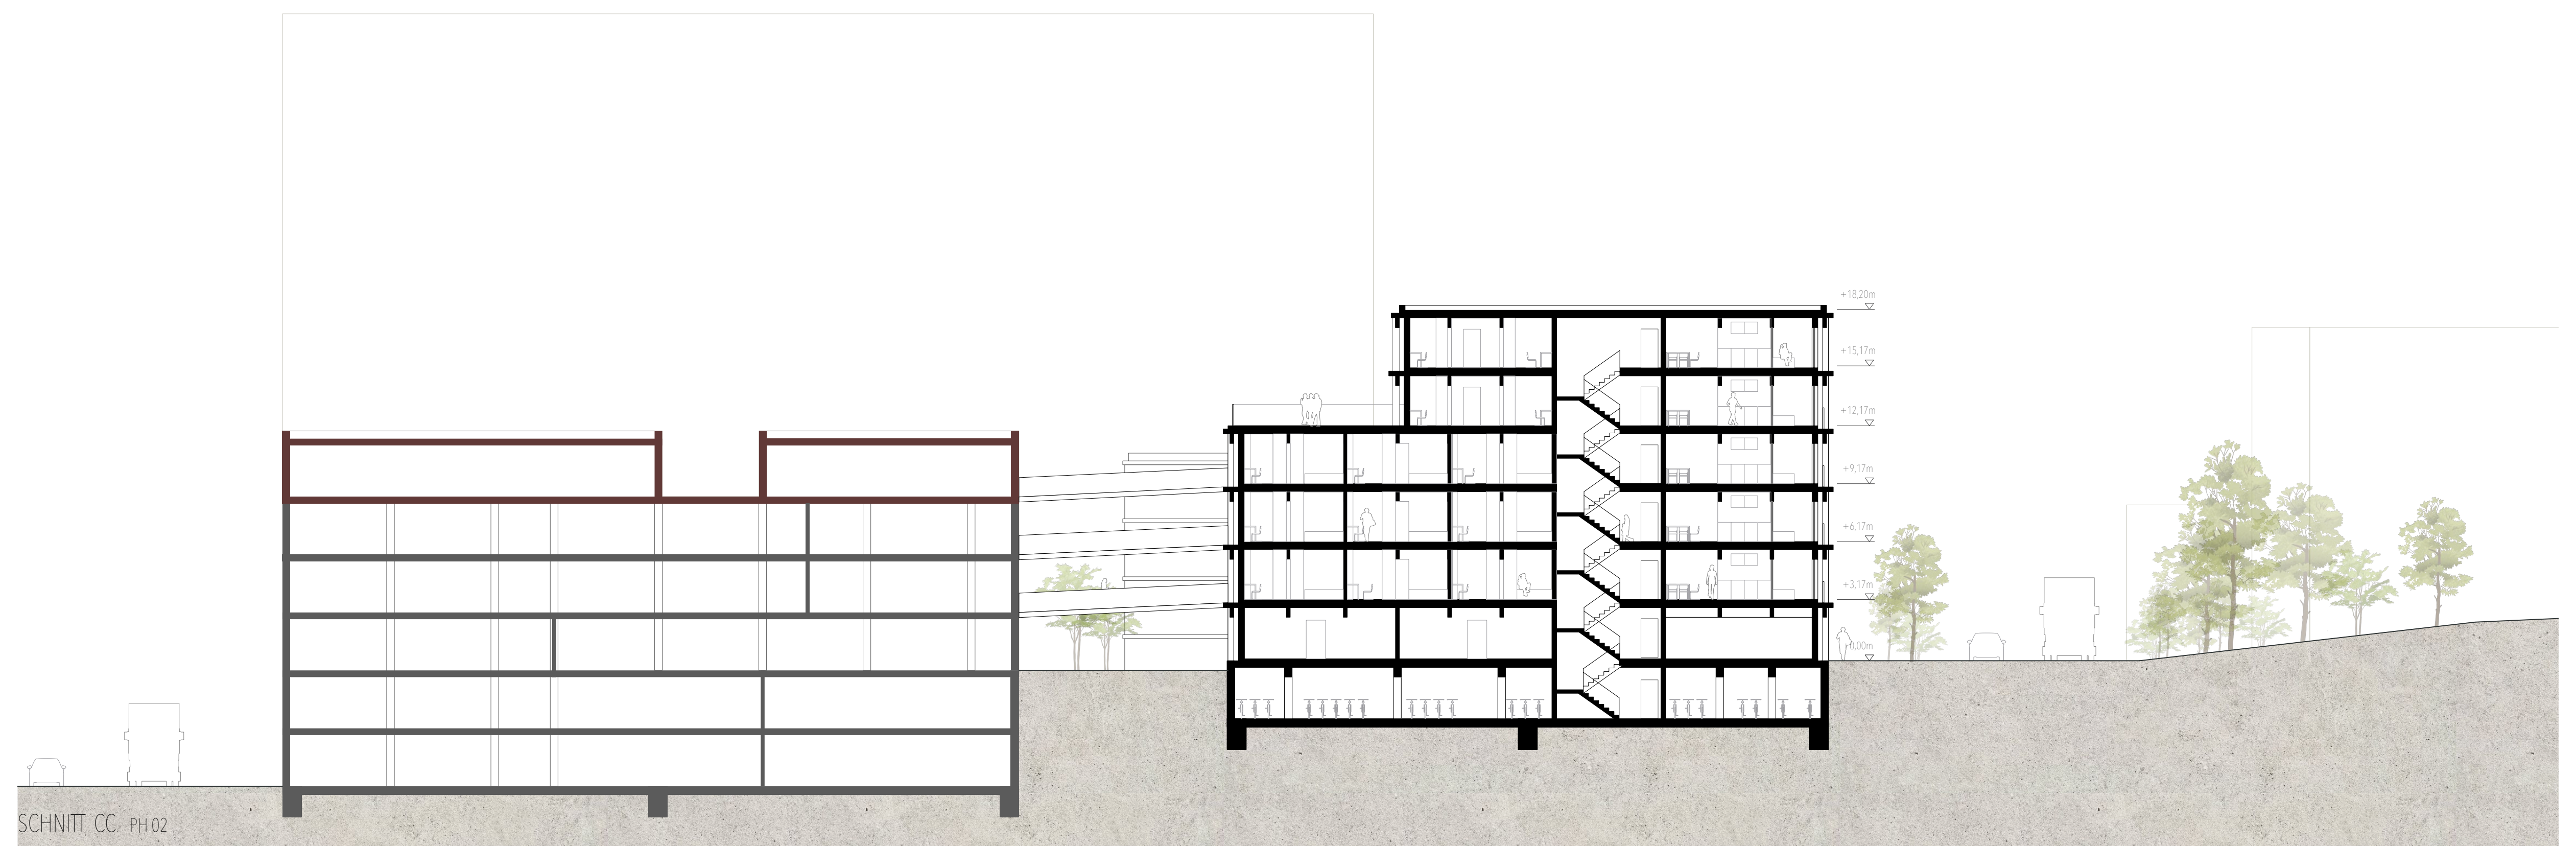 +18,20m
+15,17m
+12,17m
+9,17m
+6,17m
+3,17m
0,00m
SCHNITT CC PH 02